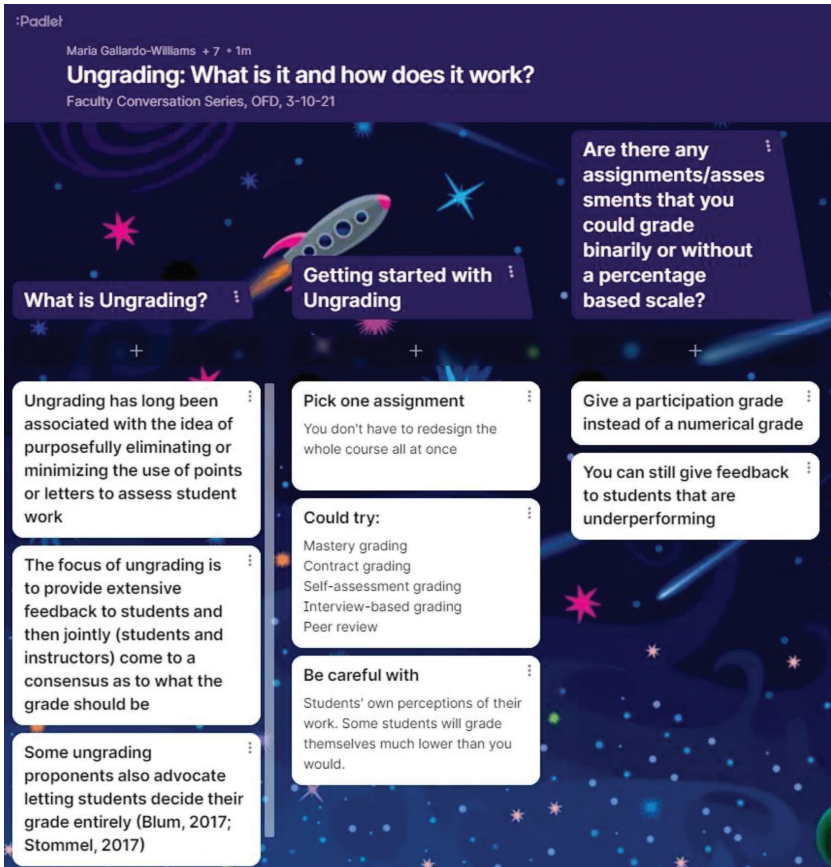 :Padlet
Maria Gallardo-Williams + 7 • 1m
Ungrading: What is it and how does it work?
Faculty Conversation Series, OFD, 3-10-21
What is Ungrading?
Ungrading has long been
associated with the idea of
purposefully eliminating or
minimizing the use of points
or letters to assess student
work
The focus of ungrading is
to provide extensive
feedback to students and
then jointly (students and
instructors) come to a
consensus as to what the
grade should be
Some ungrading
proponents also advocate
letting students decide their
grade entirely (Blum, 2017;
Stommel, 2017)
Getting started with
Ungrading
Pick one assignment
You don't have to redesign the
whole course all at once
Could try:
Mastery grading
Contract grading
Self-assessment grading
Interview-based grading
Peer review
Be careful with
Students' own perceptions of their
work. Some students will grade
themselves much lower than you
would.
Are there any
assignments/asses
sments that you
could grade
binarily or without
a percentage
based scale?
Give a participation grade
instead of a numerical grade
You can still give feedback
to students that are
underperforming